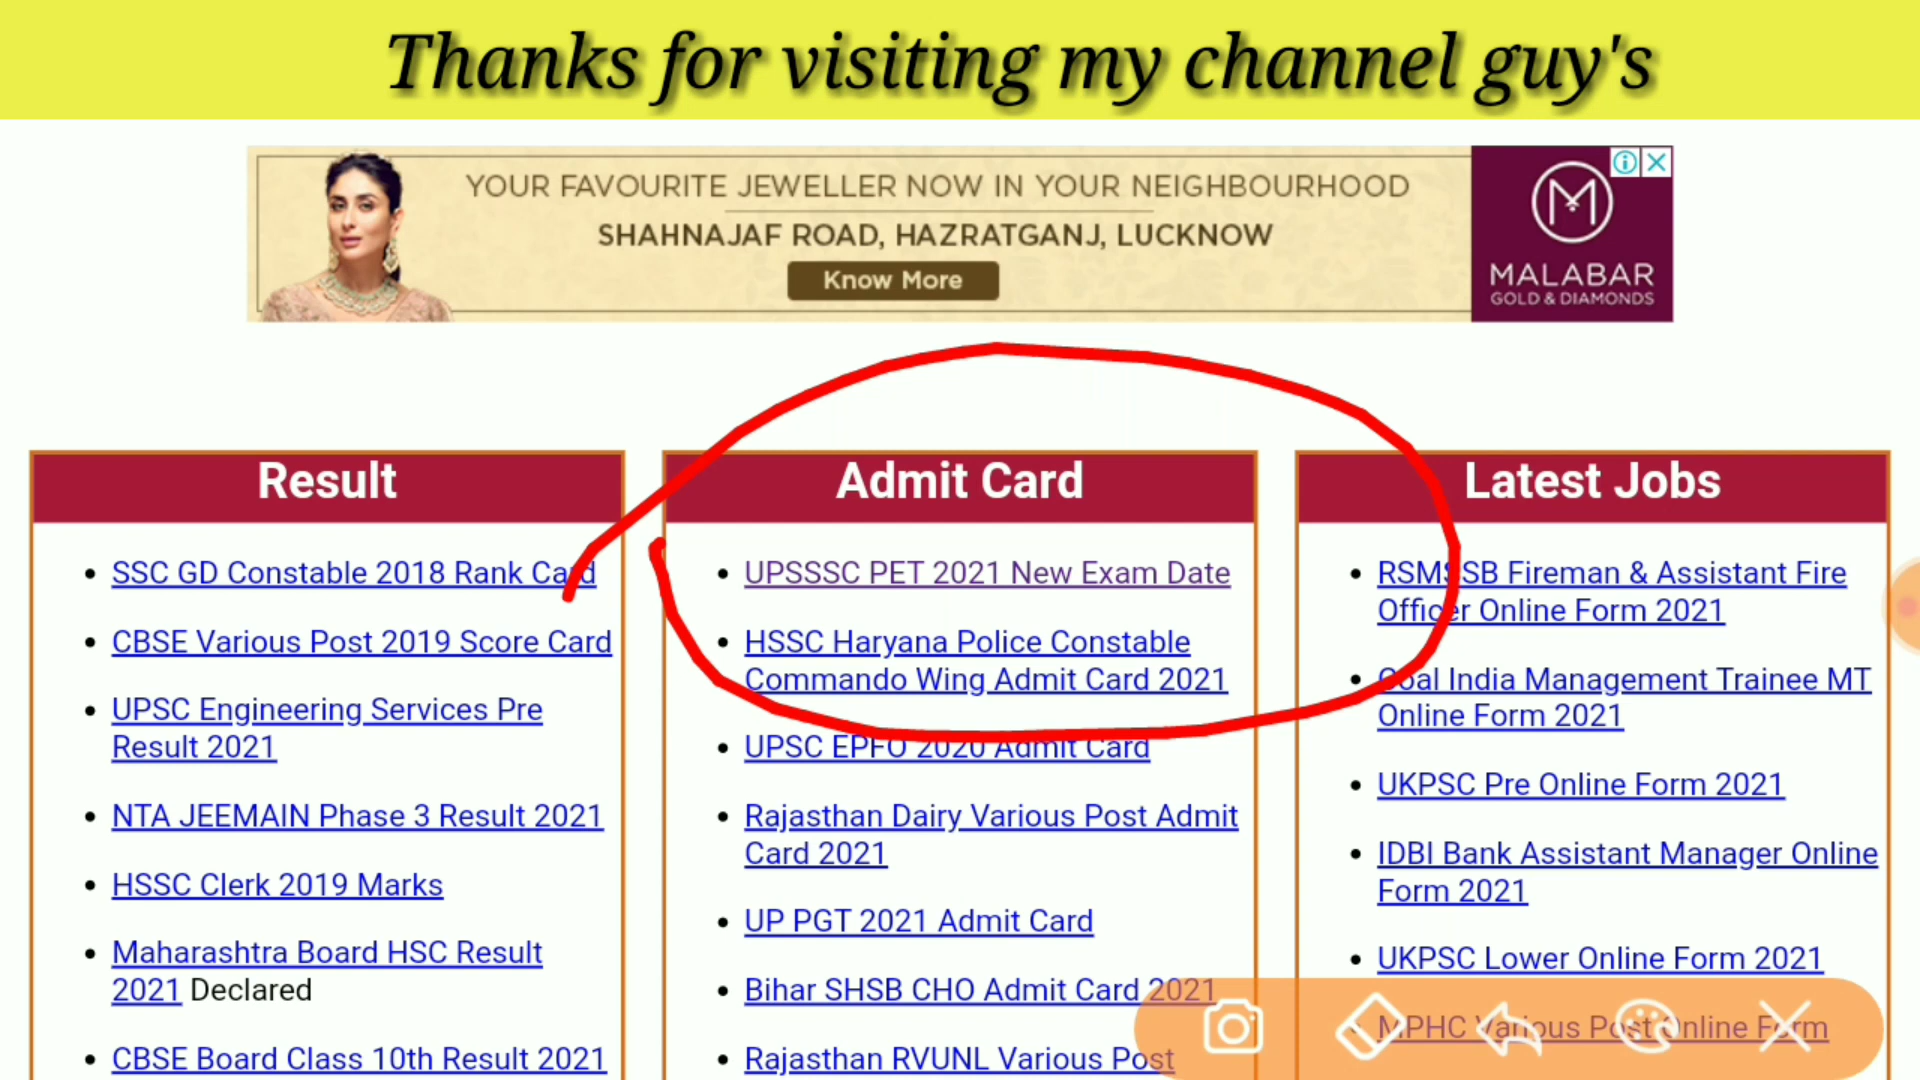 Thanks for visiting my channel guy's
YOUR FAVOURITE JEWELLER NOW IN YOUR NEIGHBOURHOOD
SHAHNAJAF ROAD, HAZRATGANJ, LUCKNOW
Know More
M
MALABAR
GOLD & DIAMONDS
Result
SSC GD Constable 2018 Rank Card
CBSE Various Post 2019 Score Card
UPSC Engineering Services Pre
Result 2021
NTA JEEMAIN Phase 3 Result 2021
HSSC Clerk 2019 Marks
Maharashtra Board HSC Result
2021 Declared
CBSE Board Class 10th Result 2021
Admit Card
UPSSSC PET 2021 New Exam Date
HSSC Haryana Police Constable
Commando Wing Admit Card 2021
UPSC EPFO 2020 Admit Card
Rajasthan Dairy Various Post Admit
Card 2021
UP PGT 2021 Admit Card
Bihar SHSB CHO Admit Card 2021
Rajasthan RVUNL Various Post
Latest Jobs
RSMSSB Fireman & Assistant Fire
Officer Online Form 2021
Coal India Management Trainee MT
Online Form 2021
UKPSC Pre Online Form 2021
IDBI Bank Assistant Manager Online
Form 2021
UKPSC Lower Online Form 2021
MPHC Various Post Online Form